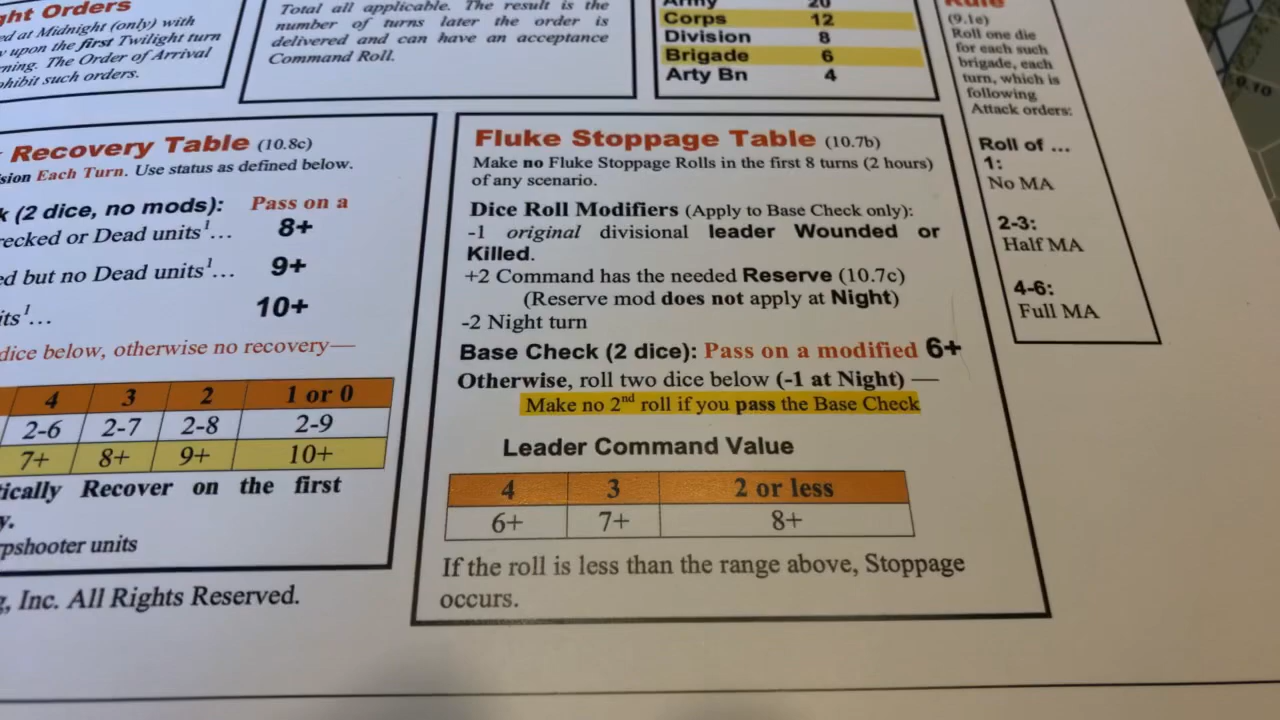 ght Orders
ed at Midnight (only) with
upon the first Twilight turn
ning. The Order of Arrival
ohibit such orders.
Total all applicable. The result is the
number of turns later the order is
delivered and can have an acceptance
Command Roll.
Army 20
Corps 12
Division 8
Brigade 6
Arty Bn 4
Rule
(9.1e)
Roll one die
for each such
brigade, each
turn, which is
following
Attack orders:
Roll of ...
1:
No MA
2-3:
Half MA
4-6:
Full MA
Recovery Table (10.8c)
sion Each Turn. Use status as defined below.
k (2 dice, no mods): Pass on a
recked or Dead units¹... 8+
ed but no Dead units¹... 9+
its¹... 10+
dice below, otherwise no recovery—
4 3 2 1 or 0
2-6 2-7 2-8 2-9
7+ 8+ 9+ 10+
tically Recover on the first
y.
rpshooter units
g, Inc. All Rights Reserved.
Fluke Stoppage Table (10.7b)
Make no Fluke Stoppage Rolls in the first 8 turns (2 hours)
of any scenario.
Dice Roll Modifiers (Apply to Base Check only):
-1 original divisional leader Wounded or
Killed.
+2 Command has the needed Reserve (10.7c)
(Reserve mod does not apply at Night)
-2 Night turn
Base Check (2 dice): Pass on a modified 6+
Otherwise, roll two dice below (-1 at Night) —
Make no 2nd roll if you pass the Base Check
Leader Command Value
4 3 2 or less
6+ 7+ 8+
If the roll is less than the range above, Stoppage
occurs.